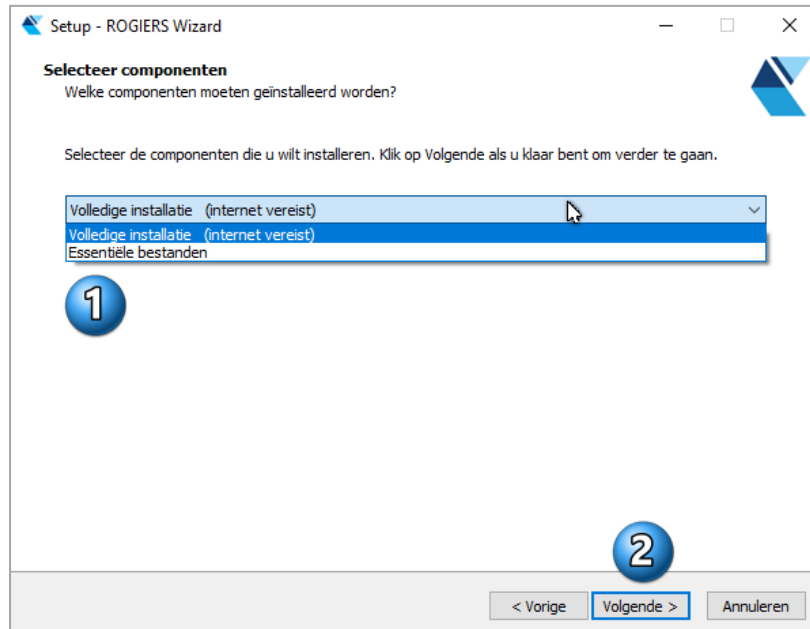 Setup - ROGIERS Wizard
Selecteer componenten
Welke componenten moeten geïnstalleerd worden?
Selecteer de componenten die u wilt installeren. Klik op Volgende als u klaar bent om verder te gaan.
Volledige installatie (internet vereist)
Volledige installatie (internet vereist)
Essentiële bestanden
1
2
< Vorige Volgende > Annuleren